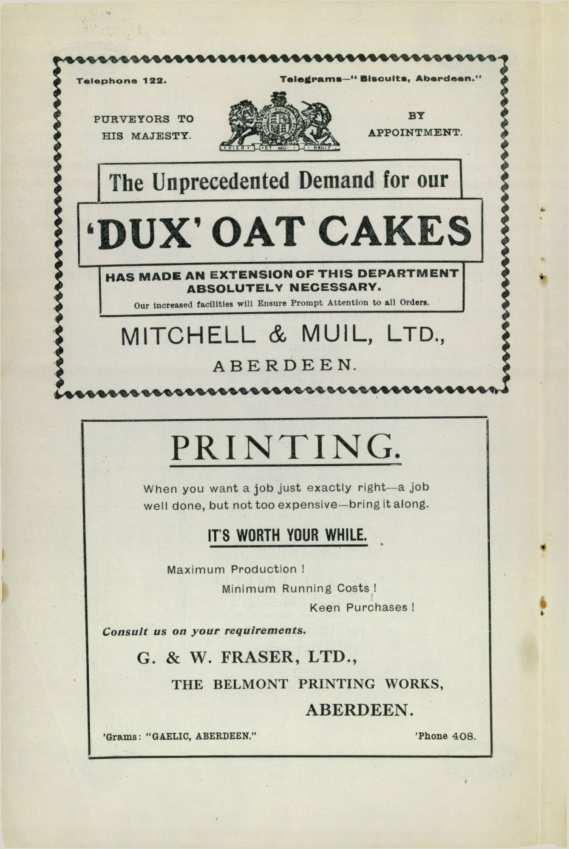 Telephone 122. Telegrams—"Biscuits, Aberdeen."
PURVEYORS TO
HIS MAJESTY.
BY
APPOINTMENT.
The Unprecedented Demand for our
'DUX' OAT CAKES
HAS MADE AN EXTENSION OF THIS DEPARTMENT
ABSOLUTELY NECESSARY.
Our increased facilities will Ensure Prompt Attention to all Orders.
MITCHELL & MUIL, LTD.,
ABERDEEN.
PRINTING.
When you want a job just exactly right—a job
well done, but not too expensive—bring it along.
IT'S WORTH YOUR WHILE.
Maximum Production !
Minimum Running Costs !
Keen Purchases !
Consult us on your requirements.
G. & W. FRASER, LTD.,
THE BELMONT PRINTING WORKS,
ABERDEEN.
'Grams: "GAELIC, ABERDEEN." 'Phone 408.